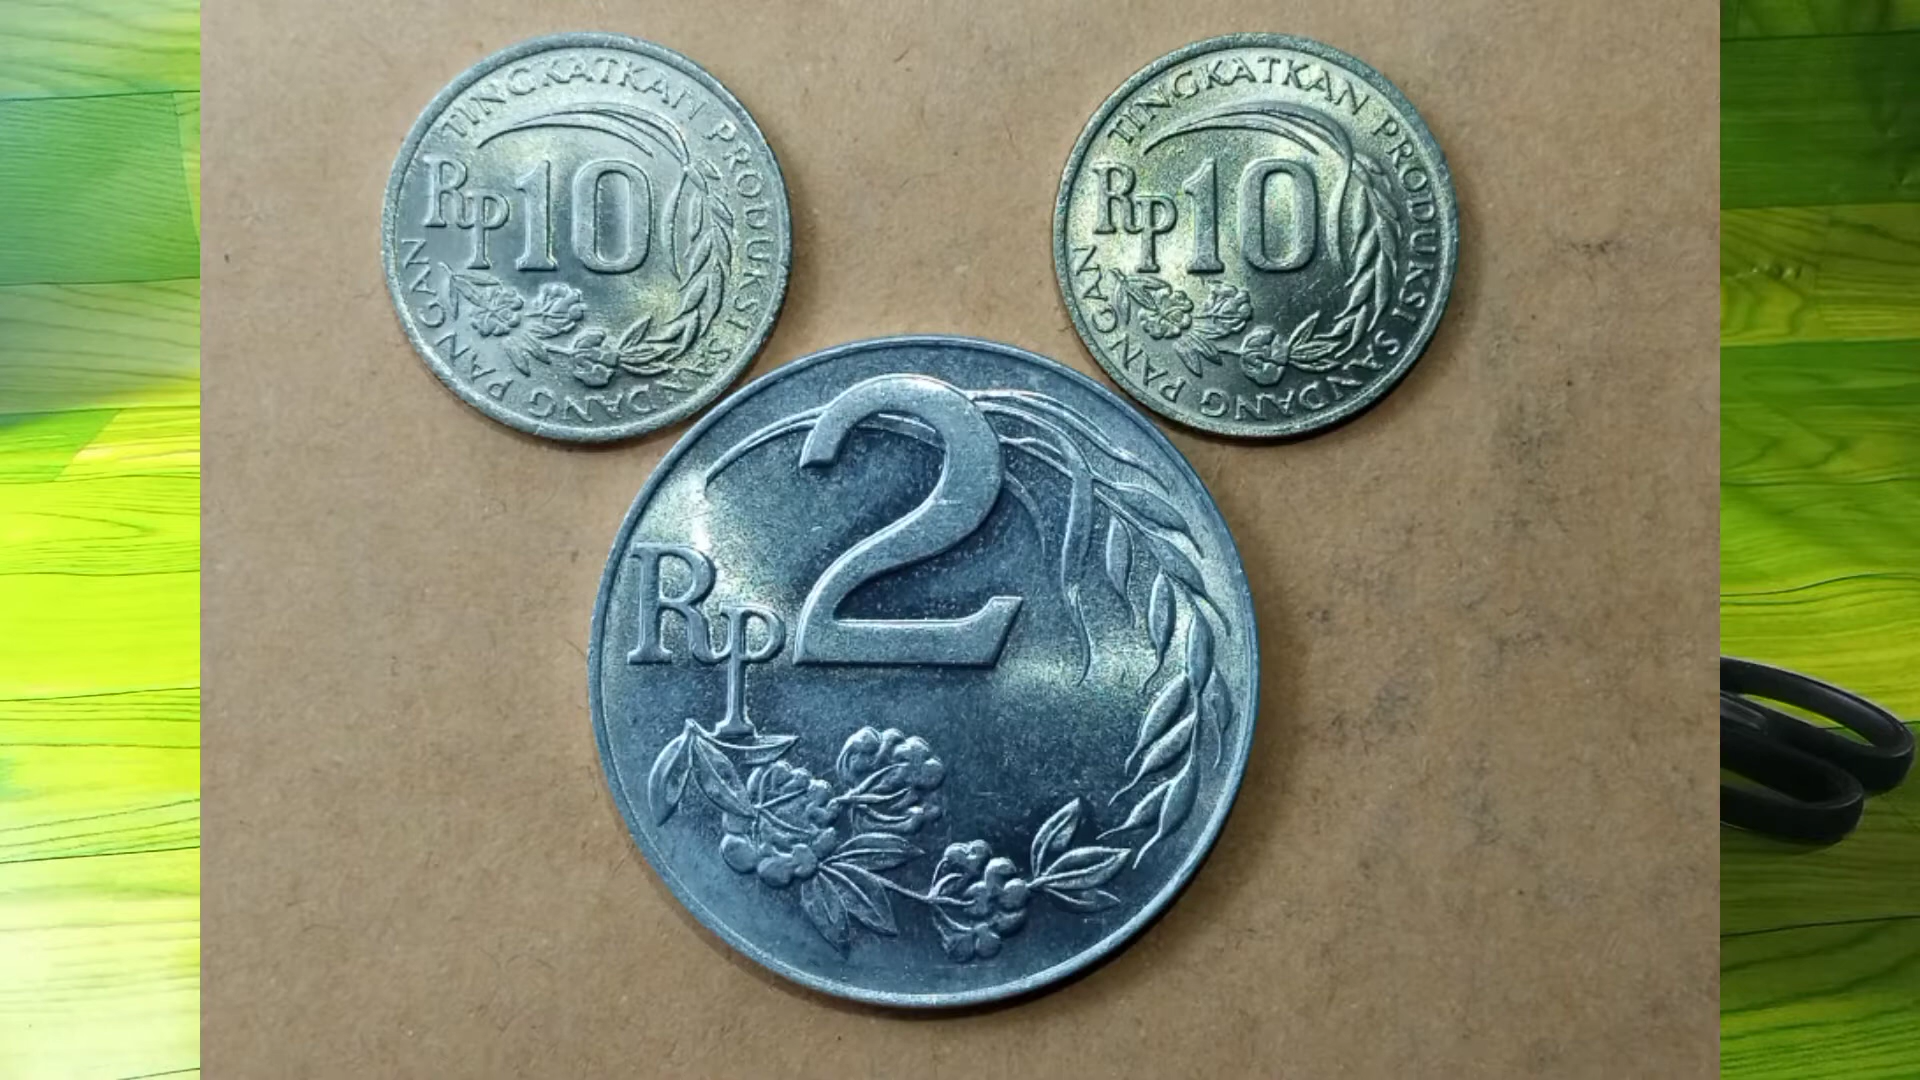 TINGKATKAN PRODUKSI SANDANG PANGAN
Rp10
TINGKATKAN PRODUKSI SANDANG PANGAN
Rp10
Rp2